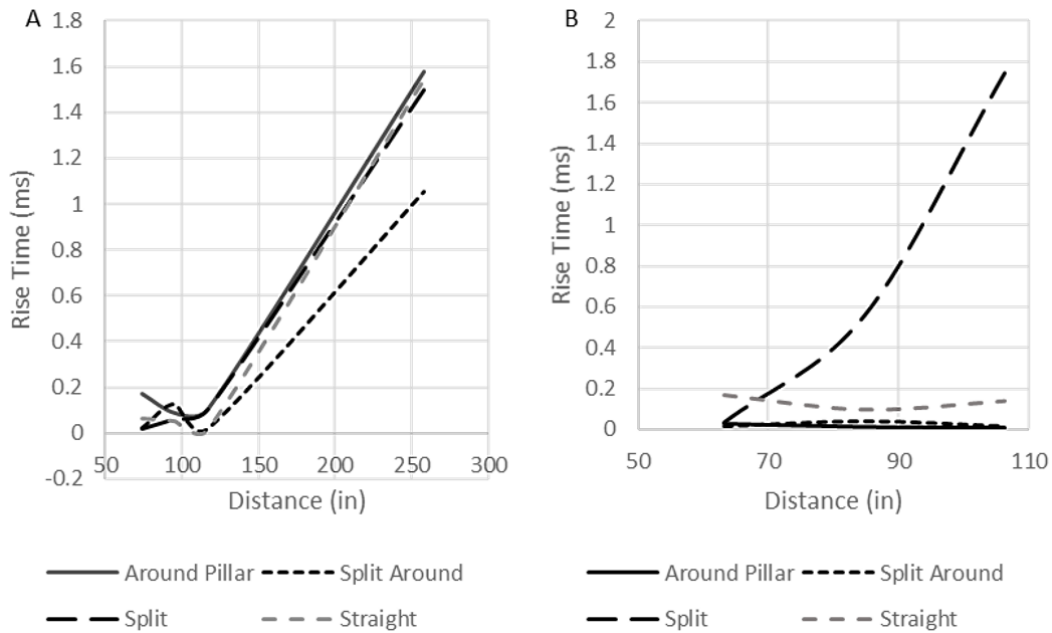 A
1.8
1.6
1.4
1.2
1
0.8
0.6
0.4
0.2
0
-0.2
50 100 150 200 250 300
Rise Time (ms)
Distance (in)
Around Pillar Split Around
Split Straight
B
2
1.8
1.6
1.4
1.2
1
0.8
0.6
0.4
0.2
0
50 70 90 110
Rise Time (ms)
Distance (in)
Around Pillar Split Around
Split Straight